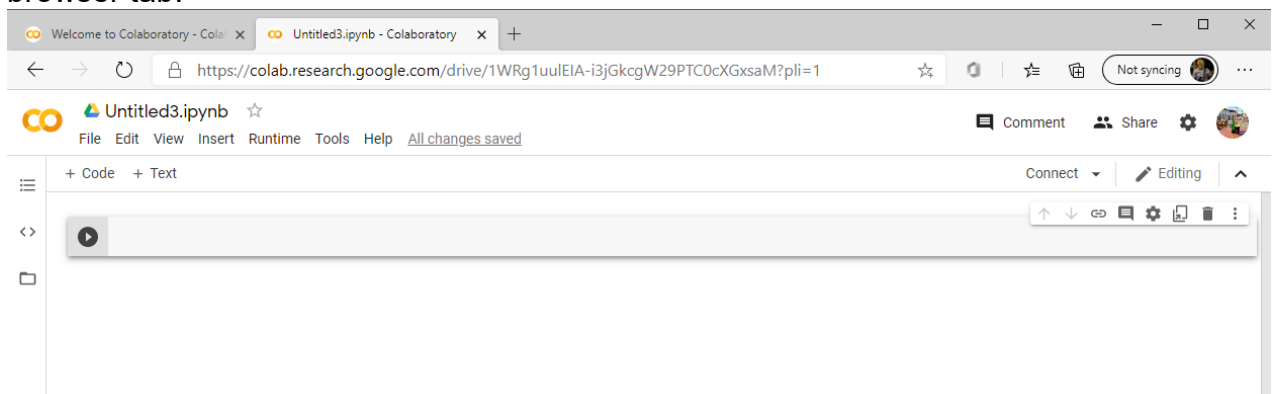 browser tab.
Welcome to Colaboratory - Cola
Untitled3.ipynb - Colaboratory
https://colab.research.google.com/drive/1WRg1uulEIA-i3jGkcgW29PTC0cXGxsaM?pli=1
Not syncing
CO Untitled3.ipynb
Comment Share
File Edit View Insert Runtime Tools Help All changes saved
+ Code + Text
Connect Editing